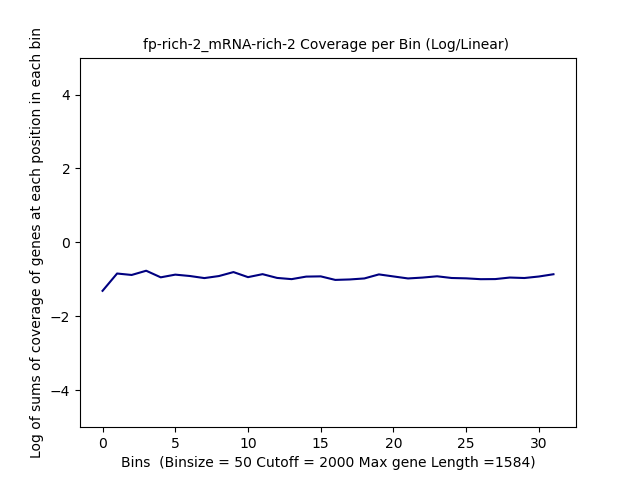 fp-rich-2_mRNA-rich-2 Coverage per Bin (Log/Linear)
Log of sums of coverage of genes at each position in each bin
4
2
0
−2
−4
0 5 10 15 20 25 30
Bins  (Binsize = 50 Cutoff = 2000 Max gene Length =1584)